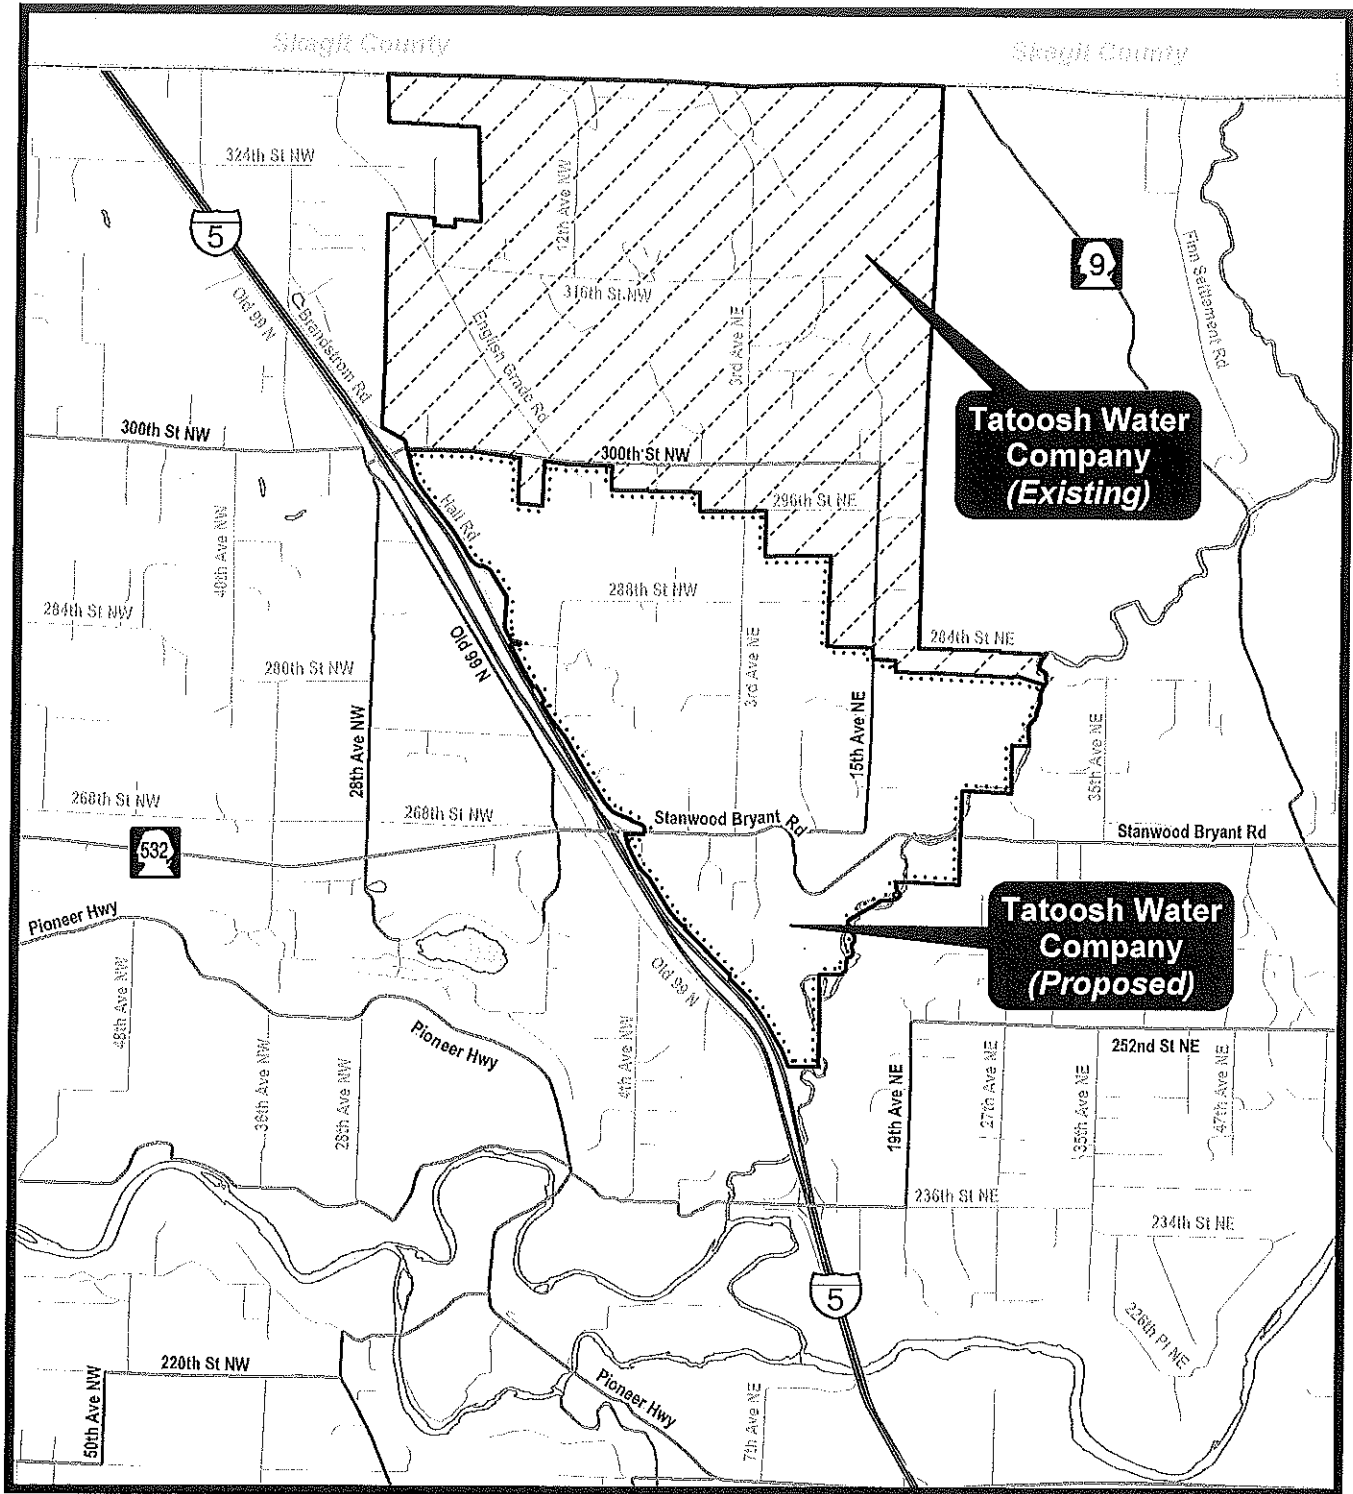 Skagit County
Skagit County
324th St NW
5
12th Ave NW
9
Finn Settlement Rd
316th St NW
Old 99 N
Brandstrom Rd
English Grade Rd
3rd Ave NE
Tatoosh Water
Company
(Existing)
300th St NW
300th St NW
296th St NE
Hall Rd
48th Ave NW
288th St NW
284th St NW
284th St NE
Old 99 N
280th St NW
3rd Ave NE
28th Ave NW
15th Ave NE
35th Ave NE
268th St NW
268th St NW
Stanwood Bryant Rd
Stanwood Bryant Rd
532
Pioneer Hwy
Tatoosh Water
Company
(Proposed)
Old 99 N
48th Ave NW
Pioneer Hwy
252nd St NE
36th Ave NW
28th Ave NW
4th Ave NW
19th Ave NE
27th Ave NE
35th Ave NE
47th Ave NE
236th St NE
234th St NE
5
226th Pl NE
220th St NW
50th Ave NW
Pioneer Hwy
7th Ave NE